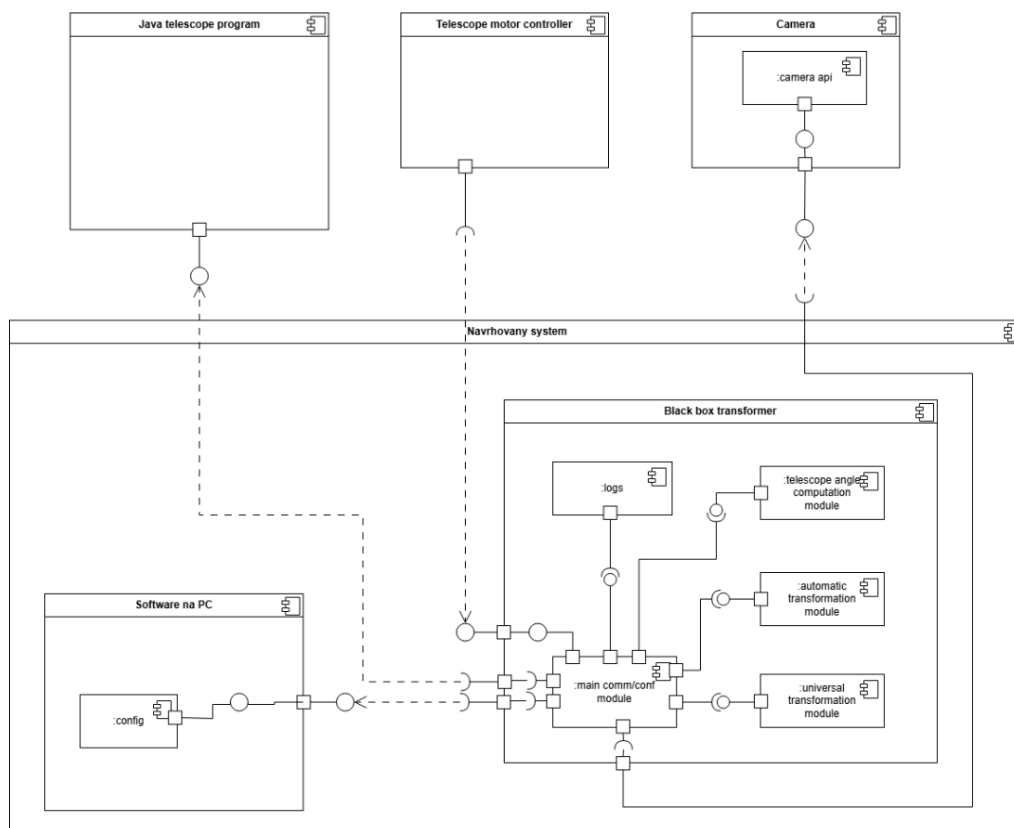 Java telescope program
Telescope motor controller
Camera
:camera api
Navrhovany system
Black box transformer
:logs
:telescope angle
computation
module
:automatic
transformation
module
Software na PC
:main comm/conf
module
:universal
transformation
module
:config